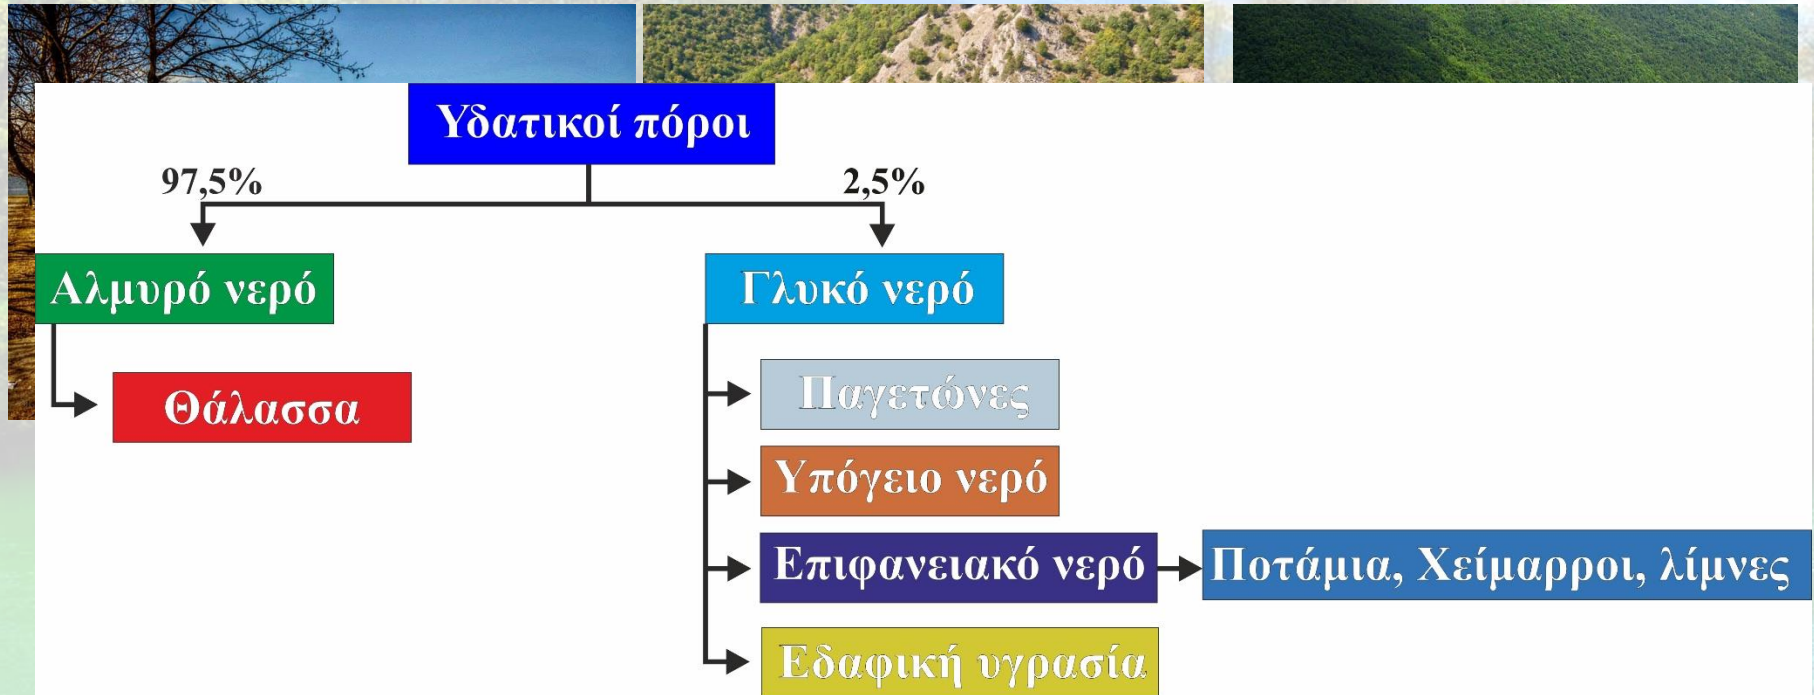 Υδατικοί πόροι
97,5%
2,5%
Αλμυρό νερό
Γλυκό νερό
Θάλασσα
Παγετώνες
Υπόγειο νερό
Επιφανειακό νερό
Ποτάμια, Χείμαρροι, λίμνες
Εδαφική υγρασία